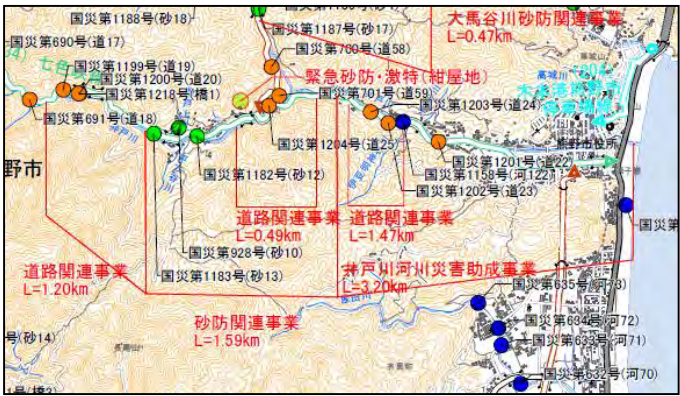 国災第1188号(砂18)
国災第1187号(砂17)
大馬谷川砂防関連事業
L=0.47km
国災第690号(道17)
国災第700号(道58)
国災第1199号(道19)
国災第1200号(道20)
国災第1218号(橋1)
緊急砂防・激特(紺屋地)
国災第701号(道59)
国災第1203号(道24)
国災第691号(道18)
国災第1204号(道25)
国災第1201号(道22)
熊野市役所
国災第1158号(河122)
国災第1202号(道23)
野市
国災第1182号(砂12)
道路関連事業
L=0.49km
道路関連事業
L=1.47km
国災第
国災第928号(砂10)
道路関連事業
L=1.20km
国災第1183号(砂13)
井戸川河川災害助成事業
L=3.20km
国災第635号(河73)
砂防関連事業
L=1.59km
国災第634号(河72)
号(砂14)
国災第633号(河71)
国災第632号(河70)